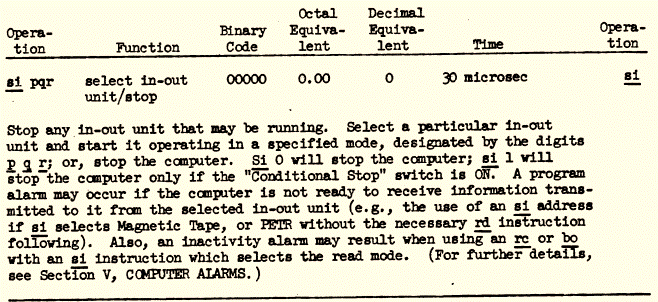 Octal Decimal
Opera- Binary Equiva- Equiva- Opera-
tion Function Code lent lent Time tion
si pqr select in-out 00000 0.00 0 30 microsec si
unit/stop
Stop any in-out unit that may be running. Select a particular in-out
unit and start it operating in a specified mode, designated by the digits
p q r; or, stop the computer. Si 0 will stop the computer; si 1 will
stop the computer only if the "Conditional Stop" switch is ON. A program
alarm may occur if the computer is not ready to receive information trans-
mitted to it from the selected in-out unit (e.g., the use of an si address
if si selects Magnetic Tape, or PETR without the necessary rd instruction
following). Also, an inactivity alarm may result when using an rc or bo
with an si instruction which selects the read mode. (For further details,
see Section V, COMPUTER ALARMS.)